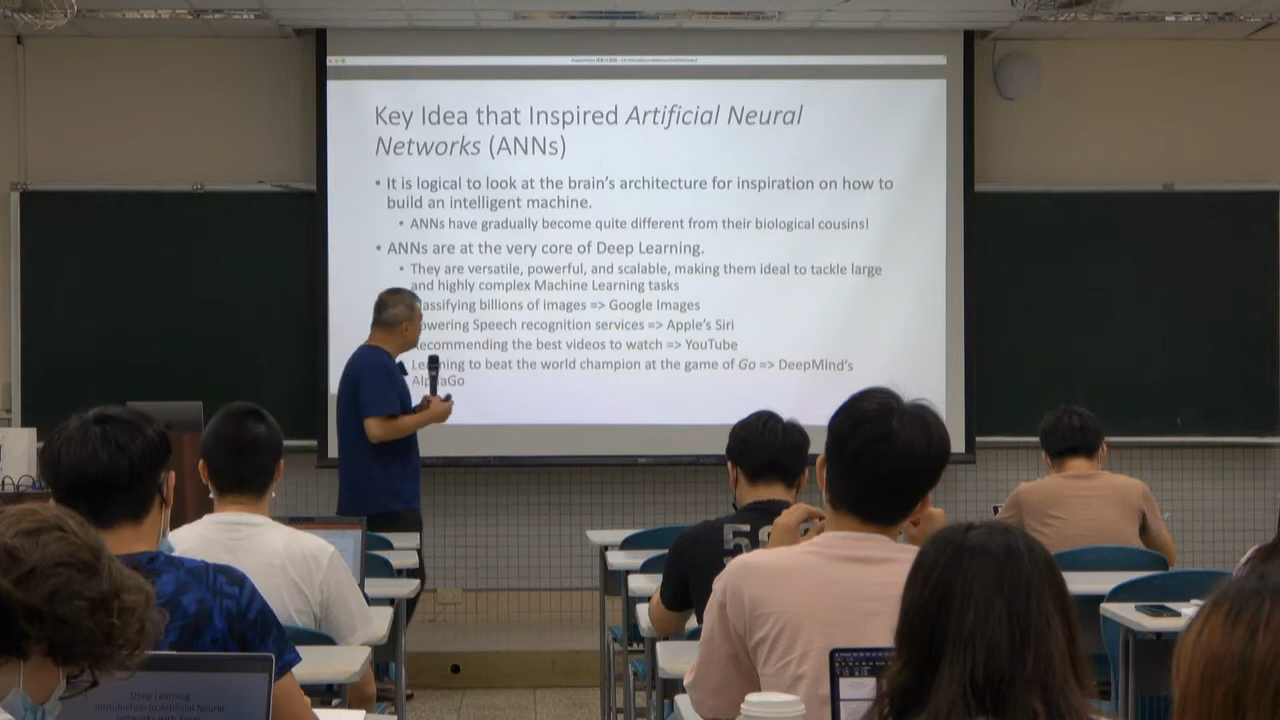 Key Idea that Inspired Artificial Neural
Networks (ANNs)
• It is logical to look at the brain's architecture for inspiration on how to
build an intelligent machine.
• ANNs have gradually become quite different from their biological cousins!
• ANNs are at the very core of Deep Learning.
• They are versatile, powerful, and scalable, making them ideal to tackle large
and highly complex Machine Learning tasks
lassifying billions of images => Google Images
owering Speech recognition services => Apple's Siri
Recommending the best videos to watch => YouTube
Learning to beat the world champion at the game of Go => DeepMind's
AlphaGo
Deep Learning
Introduction to Artificial Neural
Networks with